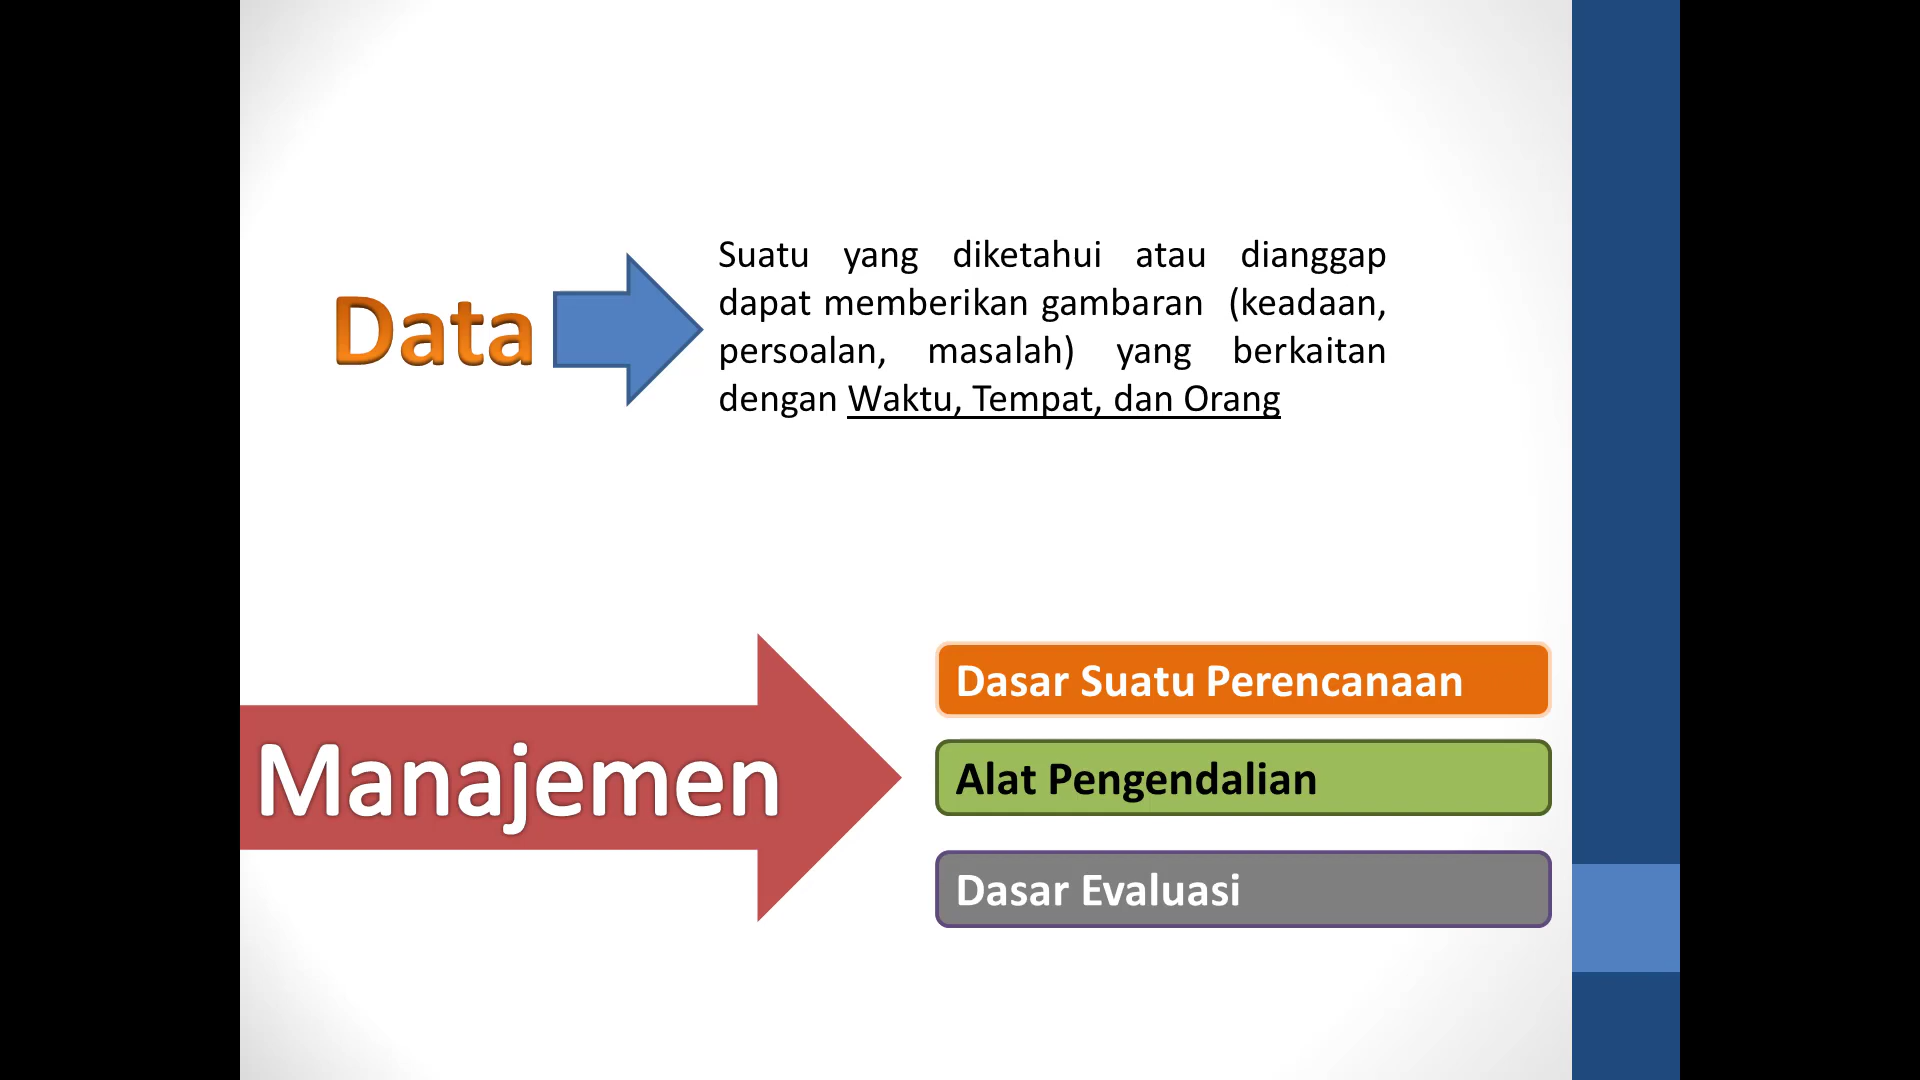 Data
Suatu yang diketahui atau dianggap
dapat memberikan gambaran (keadaan,
persoalan, masalah) yang berkaitan
dengan Waktu, Tempat, dan Orang
Manajemen
Dasar Suatu Perencanaan
Alat Pengendalian
Dasar Evaluasi